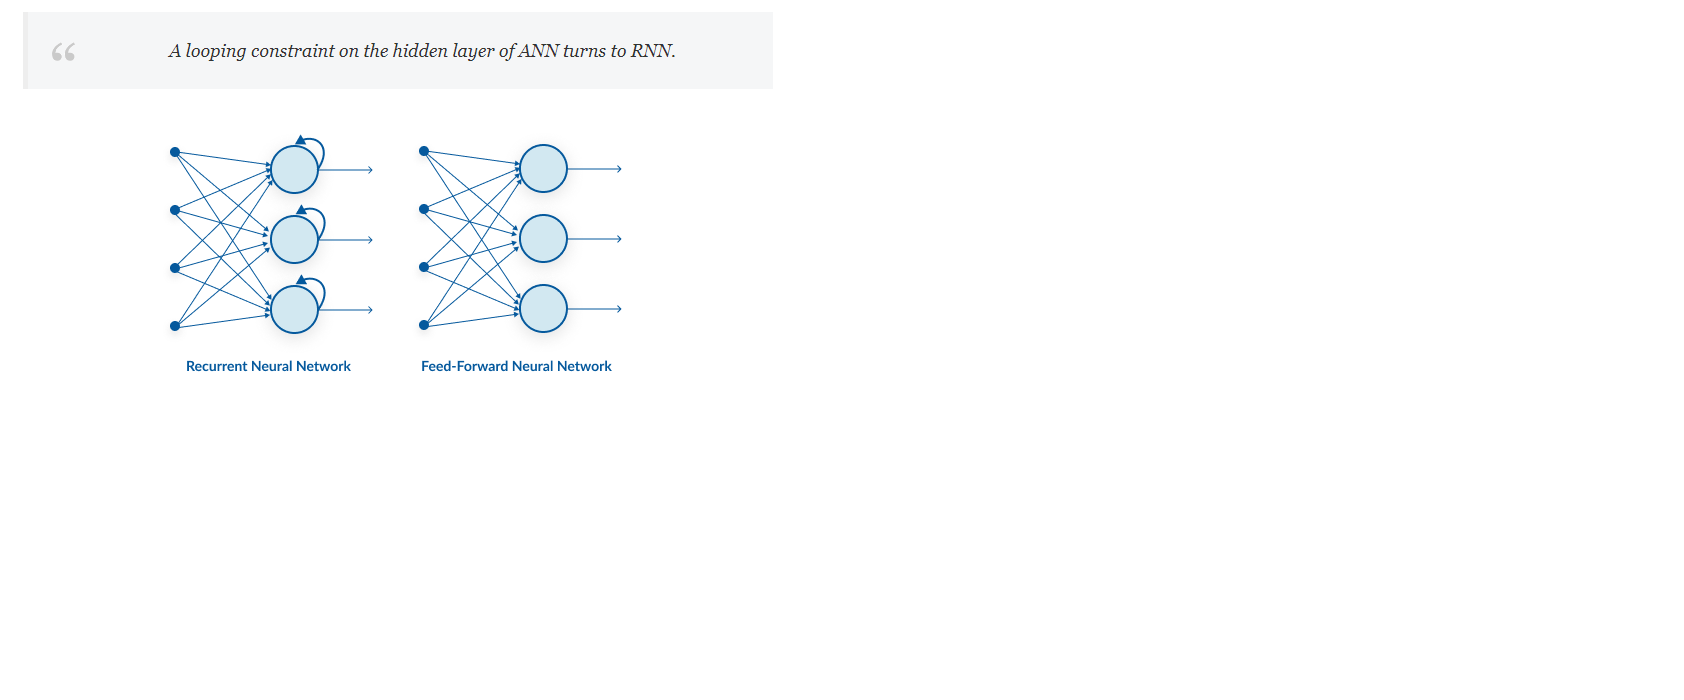 “
A looping constraint on the hidden layer of ANN turns to RNN.
Recurrent Neural Network
Feed-Forward Neural Network